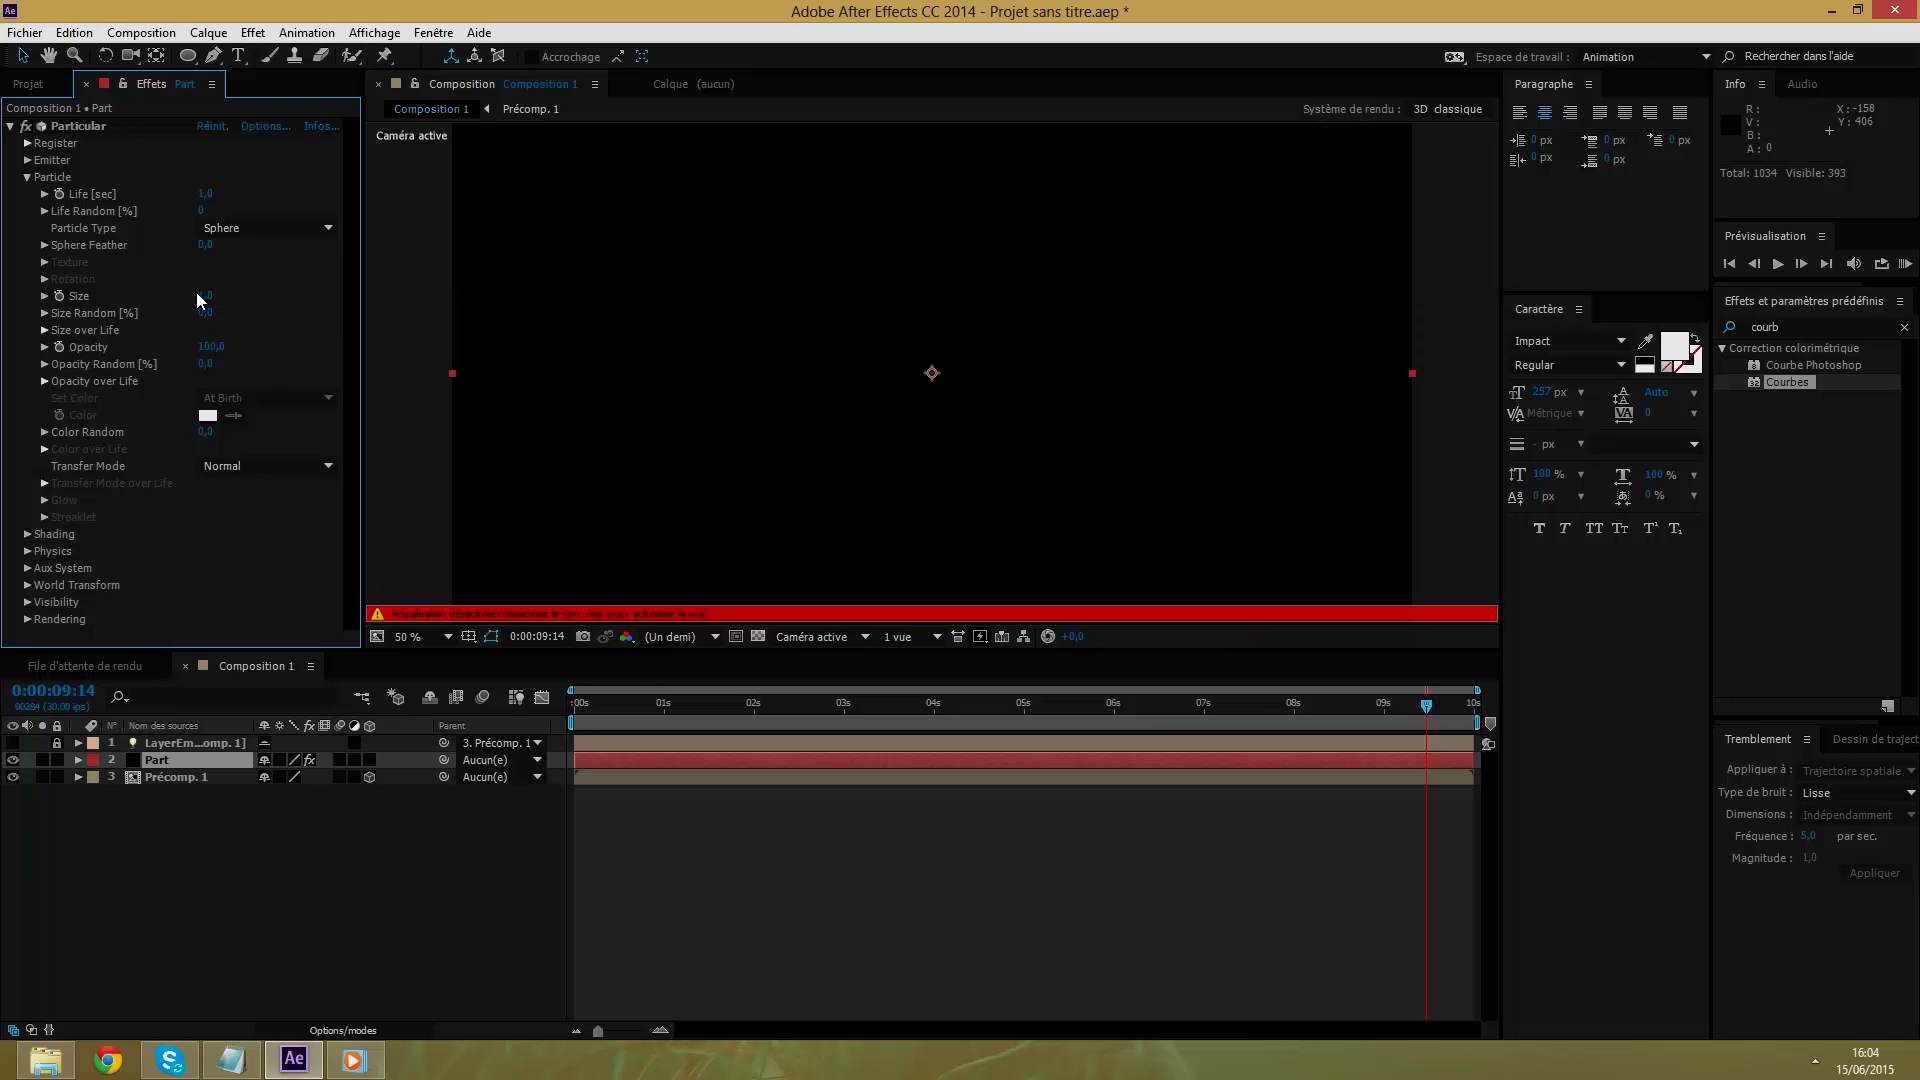 Adobe After Effects CC 2014 - Projet sans titre.aep *
Fichier Edition Composition Calque Effet Animation Affichage Fenêtre Aide
Accrochage
Espace de travail : Animation
Rechercher dans l'aide
Projet
Effets Part
Composition 1 • Part
Particular Réinit. Options... Infos...
Register
Emitter
Particle
Life [sec] 1,0
Life Random [%] 0
Particle Type Sphere
Sphere Feather 0,0
Texture
Rotation
Size
Size Random [%] 0,0
Size over Life
Opacity 100,0
Opacity Random [%] 0,0
Opacity over Life
Set Color At Birth
Color
Color Random 0,0
Color over Life
Transfer Mode Normal
Transfer Mode over Life
Glow
Streaklet
Shading
Physics
Aux System
World Transform
Visibility
Rendering
Composition Composition 1
Calque (aucun)
Composition 1 Précomp. 1
Système de rendu : 3D classique
Caméra active
50 % 0:00:09:14 (Un demi) Caméra active 1 vue +0,0
Paragraphe
0 px 0 px 0 px
0 px 0 px
Caractère
Impact
Regular
257 px Auto
Métrique 0
- px
100 % 100 %
0 px 0 %
T T TT Tт T¹ T₁
Info Audio
R :
V :
B :
A : 0
X : -158
Y : 406
Total: 1034 Visible: 393
Prévisualisation
Effets et paramètres prédéfinis
courb
Correction colorimétrique
Courbe Photoshop
Courbes
Tremblement Dessin de traject
Appliquer à : Trajectoire spatiale
Type de bruit : Lisse
Dimensions : Indépendamment
Fréquence : 5,0 par sec.
Magnitude : 1,0
Appliquer
File d'attente de rendu
Composition 1
0:00:09:14
00284 (30.00 ips)
:00s 01s 02s 03s 04s 05s 06s 07s 08s 09s 10s
N° Nom des sources Parent
1 LayerEm...omp. 1] 3. Précomp. 1
2 Part Aucun(e)
3 Précomp. 1 Aucun(e)
Options/modes
16:04
15/06/2015